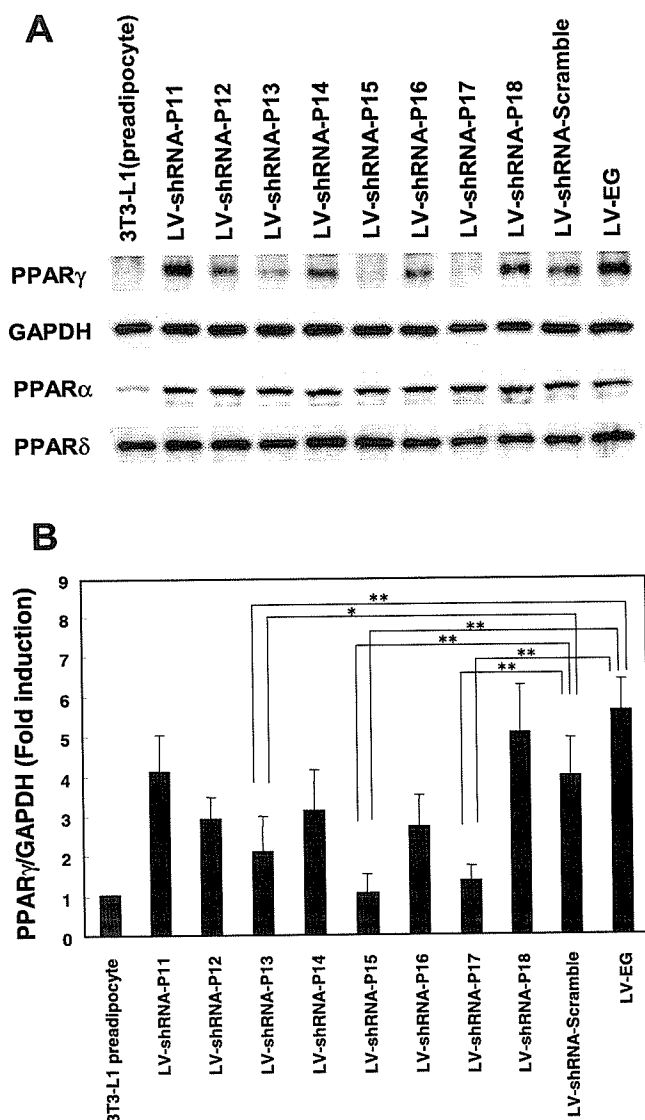 A
3T3-L1(preadipocyte)
LV-shRNA-P11
LV-shRNA-P12
LV-shRNA-P13
LV-shRNA-P14
LV-shRNA-P15
LV-shRNA-P16
LV-shRNA-P17
LV-shRNA-P18
LV-shRNA-Scramble
LV-EG
PPARγ
GAPDH
PPARα
PPARδ
B
PPARγ/GAPDH (Fold induction)
9
8
7
6
5
4
3
2
1
0
**
*
**
**
**
**
3T3-L1 preadipocyte
LV-shRNA-P11
LV-shRNA-P12
LV-shRNA-P13
LV-shRNA-P14
LV-shRNA-P15
LV-shRNA-P16
LV-shRNA-P17
LV-shRNA-P18
LV-shRNA-Scramble
LV-EG